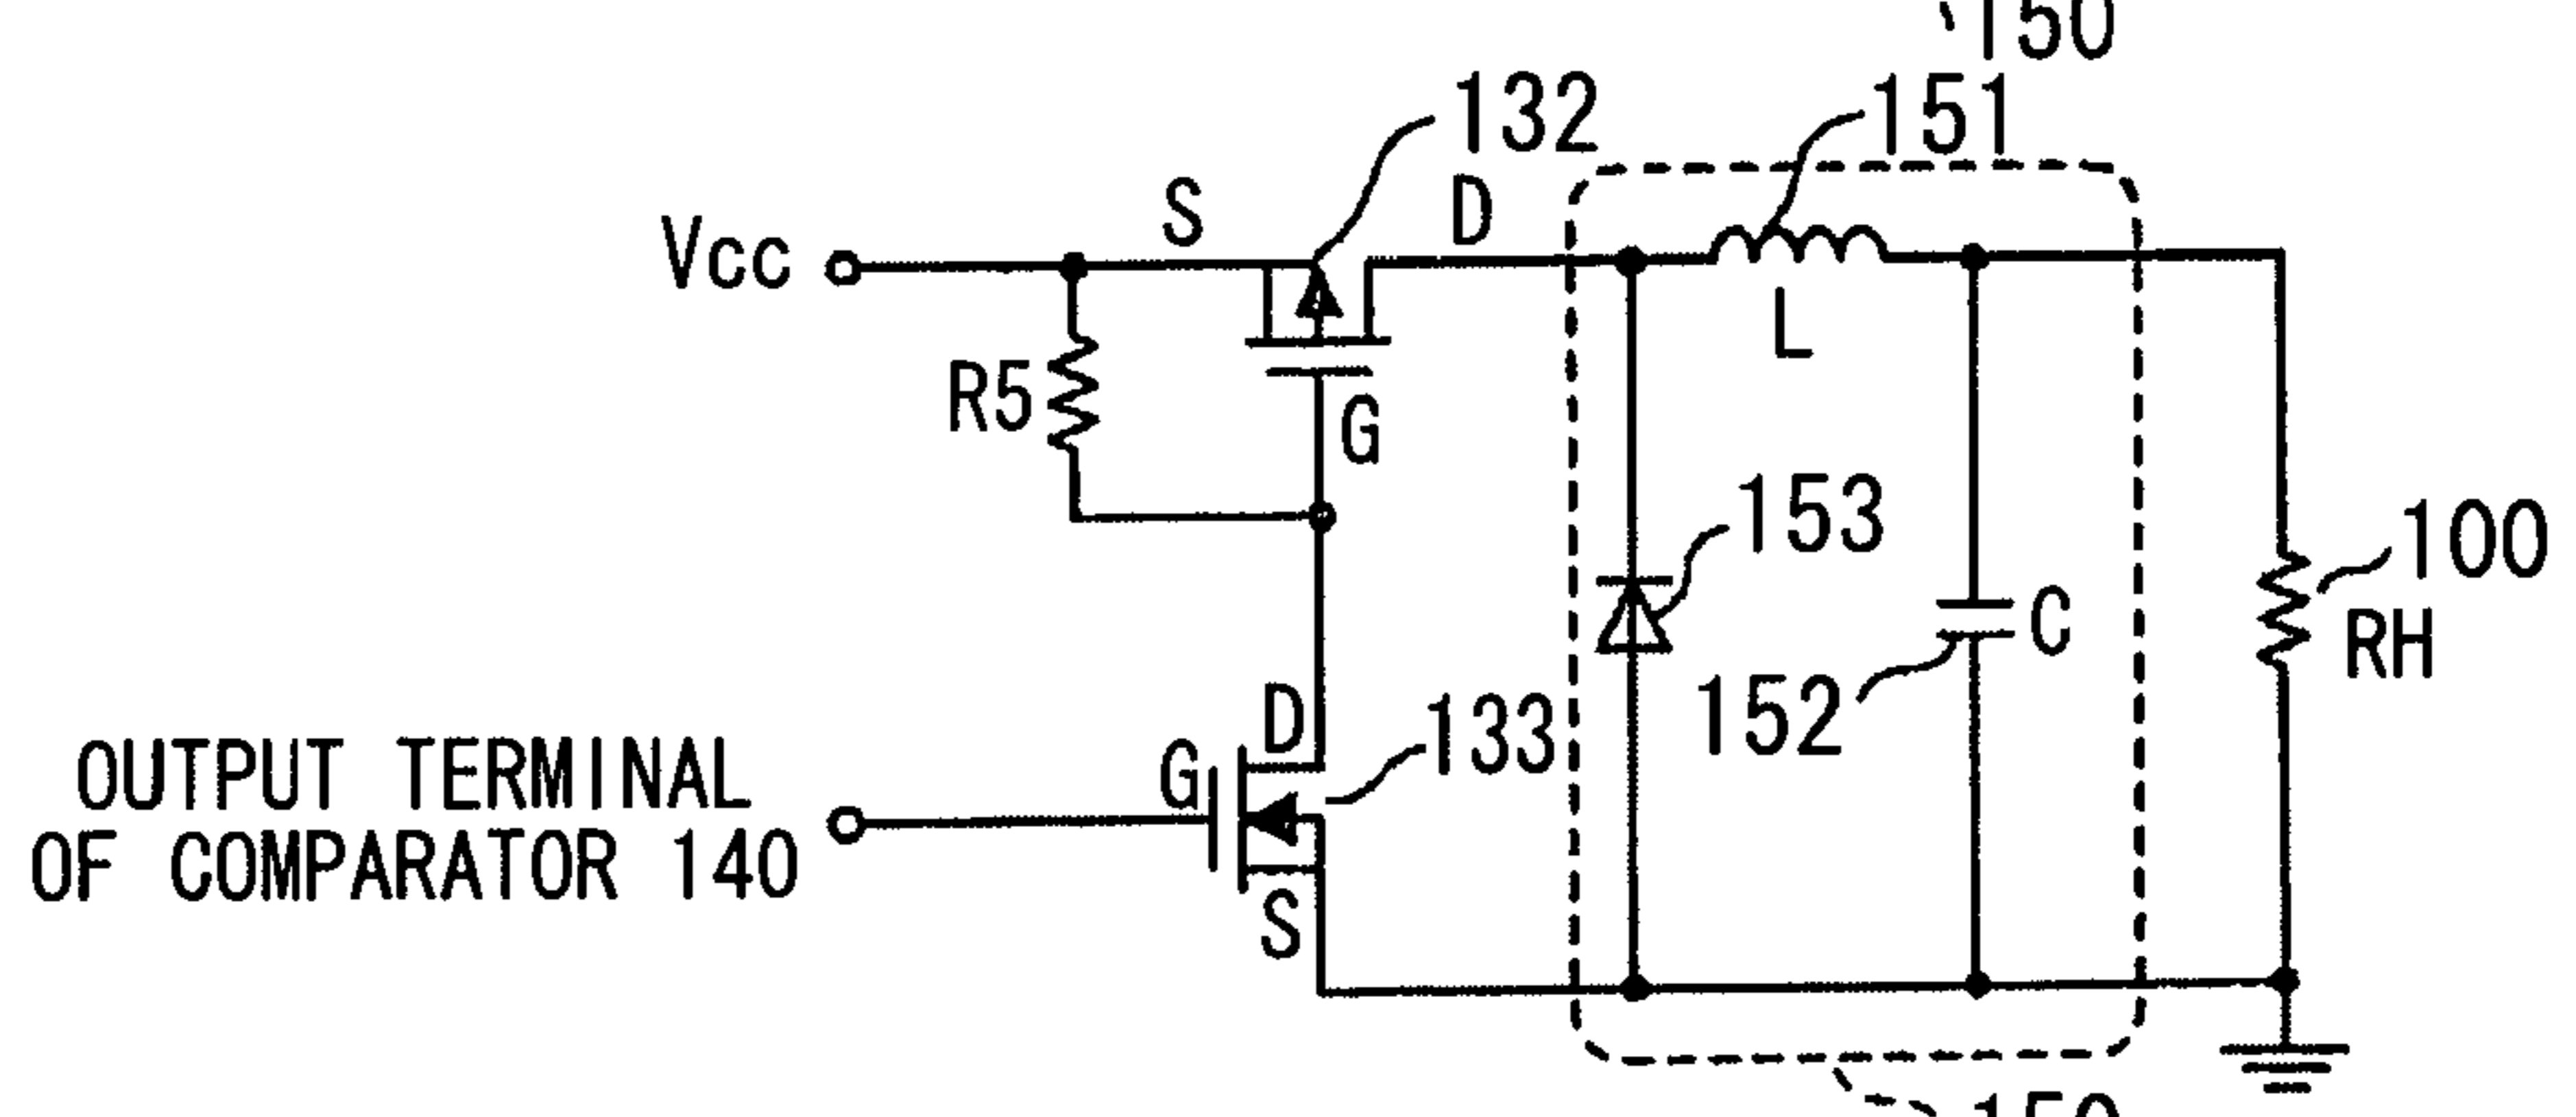 150
132
151
S
D
Vcc
L
R5
G
153
100
C
RH
152
D
133
G
OUTPUT TERMINAL
OF COMPARATOR 140
S